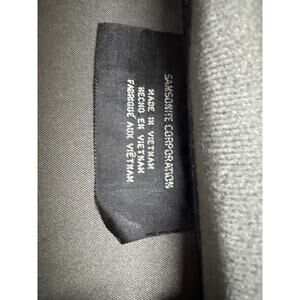 SAMSONITE CORPORATION
MADE IN VIETNAM
HECHO EN VIETNAM
FABRIQUE AUX VIETNAM